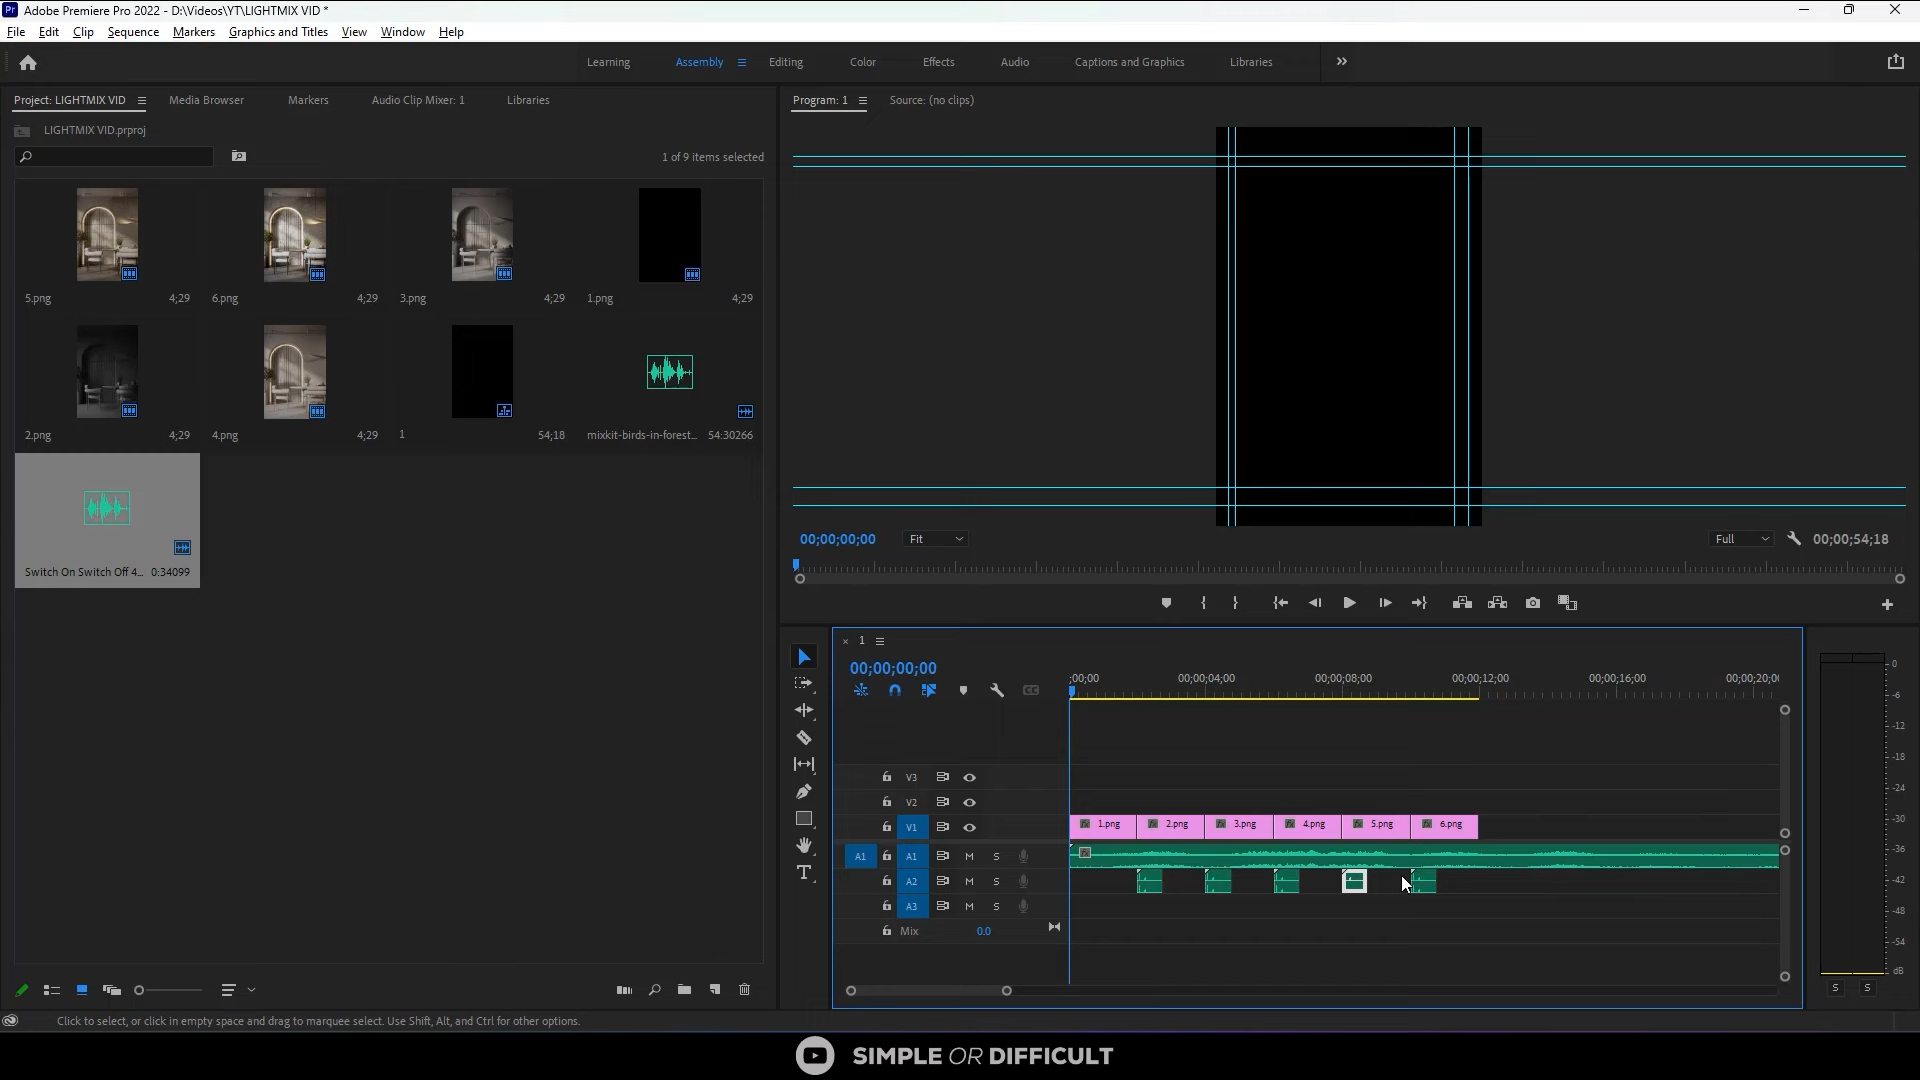 Pr Adobe Premiere Pro 2022 - D:\Videos\YT\LIGHTMIX VID *
File Edit Clip Sequence Markers Graphics and Titles View Window Help
Learning Assembly Editing Color Effects Audio Captions and Graphics Libraries
Project: LIGHTMIX VID Media Browser Markers Audio Clip Mixer: 1 Libraries
Program: 1 Source: (no clips)
LIGHTMIX VID.prproj
1 of 9 items selected
5.png 4;29 6.png 4;29 3.png 4;29 1.png 4;29
2.png 4;29 4.png 4;29 1 54;18 mixkit-birds-in-forest... 54:30266
Switch On Switch Off 4... 0:34099
00;00;00;00 Fit Full 00;00;54;18
1
00;00;00;00
;00;00 00;00;04;00 00;00;08;00 00;00;12;00 00;00;16;00 00;00;20;0
V3
V2
V1 1.png 2.png 3.png 4.png 5.png 6.png
A1 A1 M S
A2 M S
A3 M S
Mix 0.0
0
-6
-12
-18
-24
-30
-36
-42
-48
-54
dB
S S
Click to select, or click in empty space and drag to marquee select. Use Shift, Alt, and Ctrl for other options.
SIMPLE OR DIFFICULT